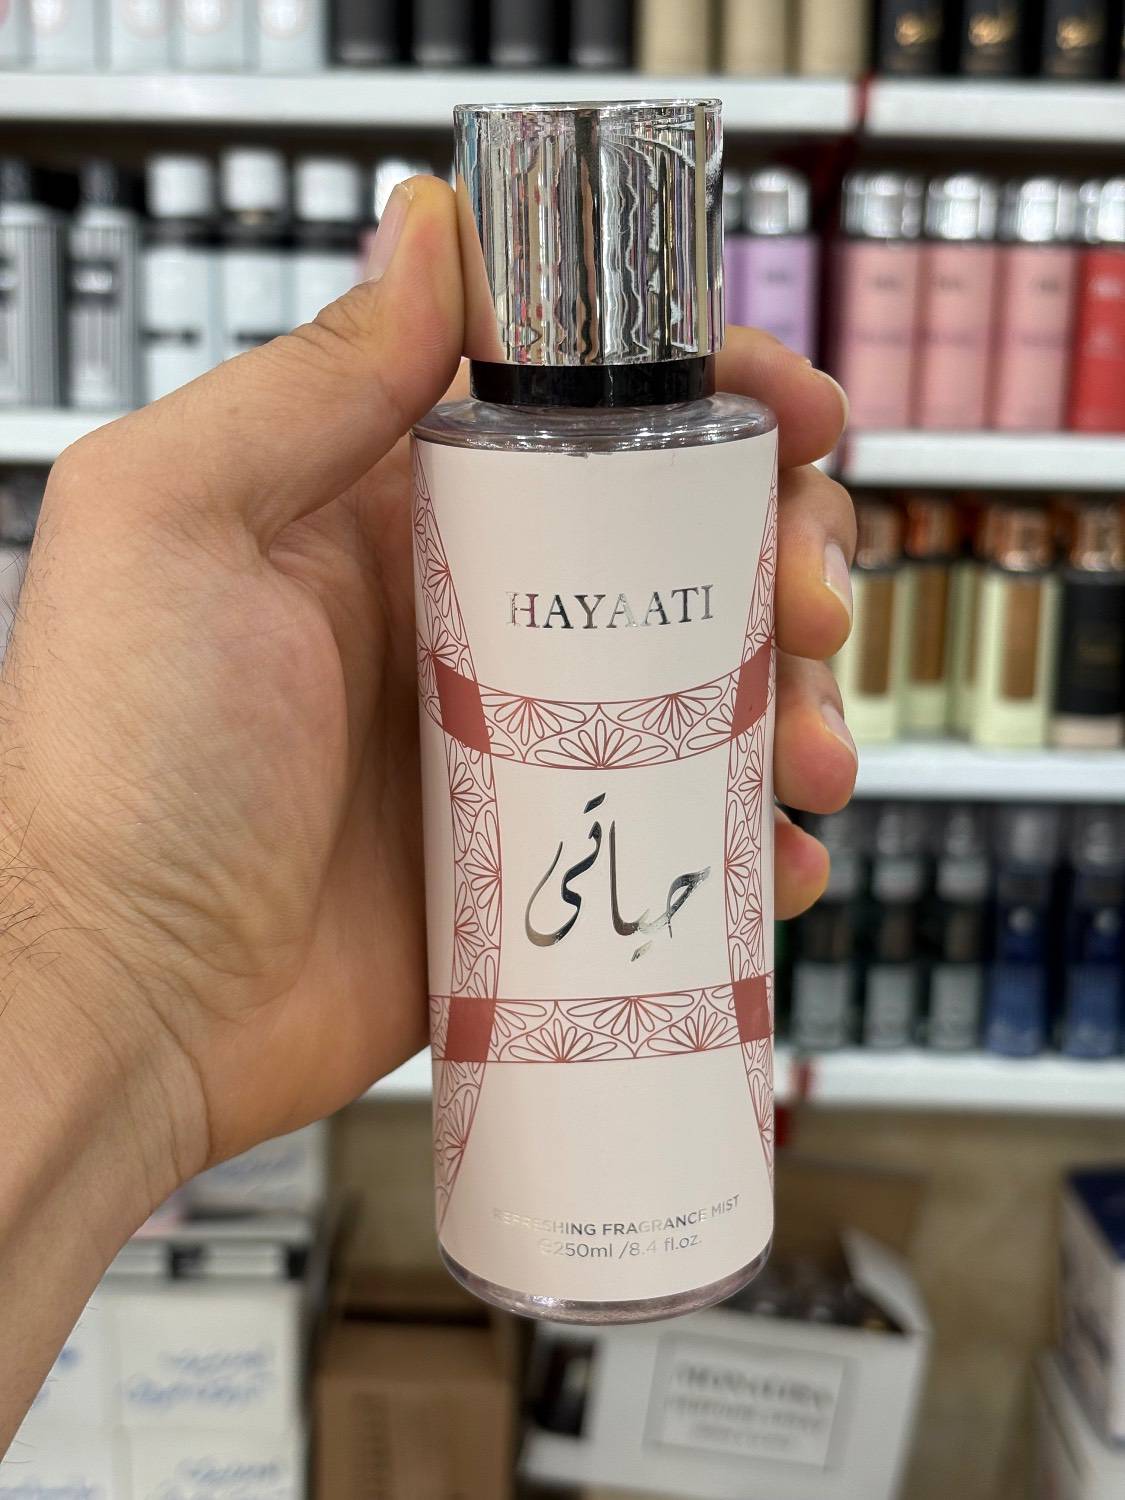 HAYAATI
حياتي
REFRESHING FRAGRANCE MIST
℮250ml /8.4 fl.oz.